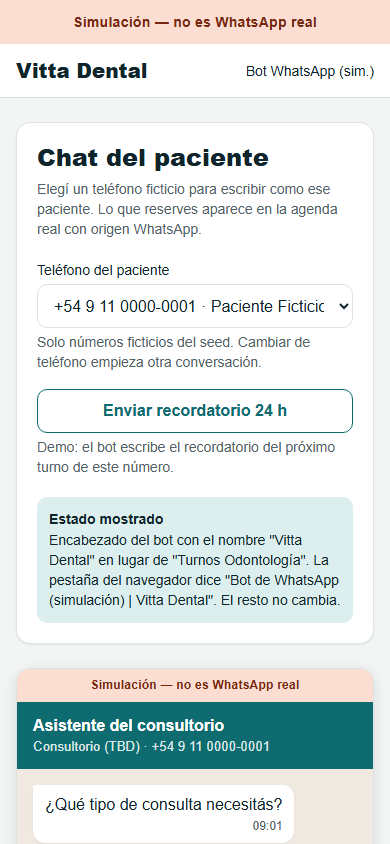 Simulación — no es WhatsApp real
Vitta Dental
Bot WhatsApp (sim.)
Chat del paciente
Elegí un teléfono ficticio para escribir como ese
paciente. Lo que reserves aparece en la agenda
real con origen WhatsApp.
Teléfono del paciente
+54 9 11 0000-0001 · Paciente
Solo números ficticios del seed. Cambiar de
teléfono empieza otra conversación.
Enviar recordatorio 24 h
Demo: el bot escribe el recordatorio del próximo
turno de este número.
Estado mostrado
Encabezado del bot con el nombre "Vitta
Dental" en lugar de "Turnos Odontología". La
pestaña del navegador dice "Bot de WhatsApp
(simulación) | Vitta Dental". El resto no cambia.
Simulación — no es WhatsApp real
Asistente del consultorio
Consultorio (TBD) · +54 9 11 0000-0001
¿Qué tipo de consulta necesitás?
09:01